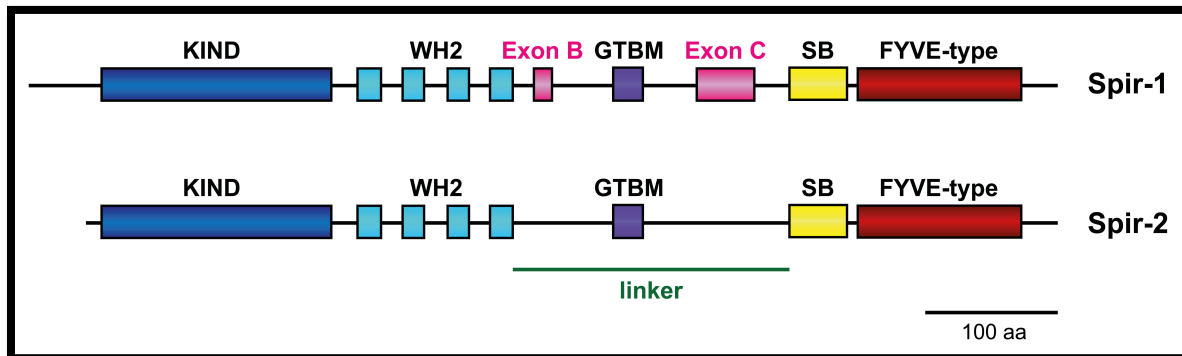 KIND WH2 Exon B GTBM Exon C SB FYVE-type
Spir-1
KIND WH2 GTBM SB FYVE-type
Spir-2
linker
100 aa